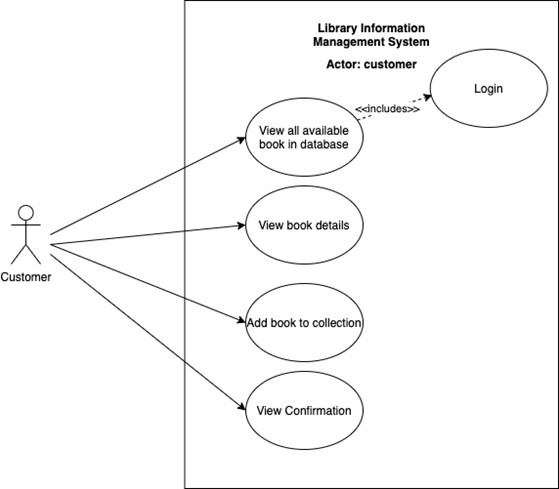 Library Information
Management System
Actor: customer
Login
<<includes>>
View all available
book in database
View book details
Customer
Add book to collection
View Confirmation